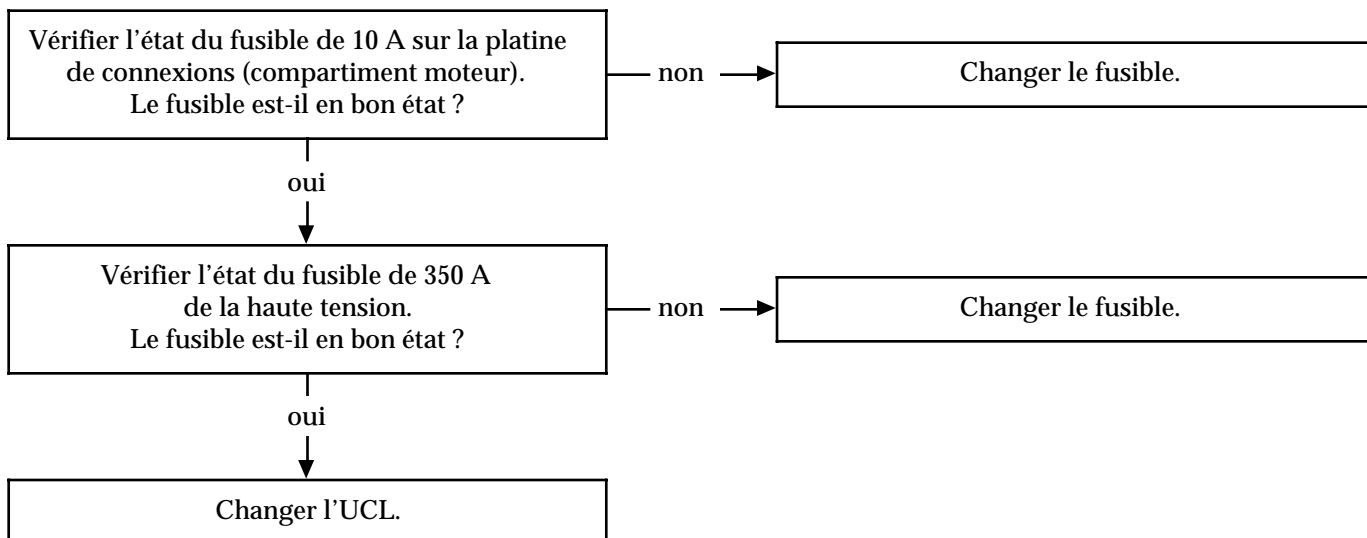 Vérifier l’état du fusible de 10 A sur la platine
de connexions (compartiment moteur).
Le fusible est-il en bon état ?
non
Changer le fusible.
oui
Vérifier l’état du fusible de 350 A
de la haute tension.
Le fusible est-il en bon état ?
non
Changer le fusible.
oui
Changer l’UCL.